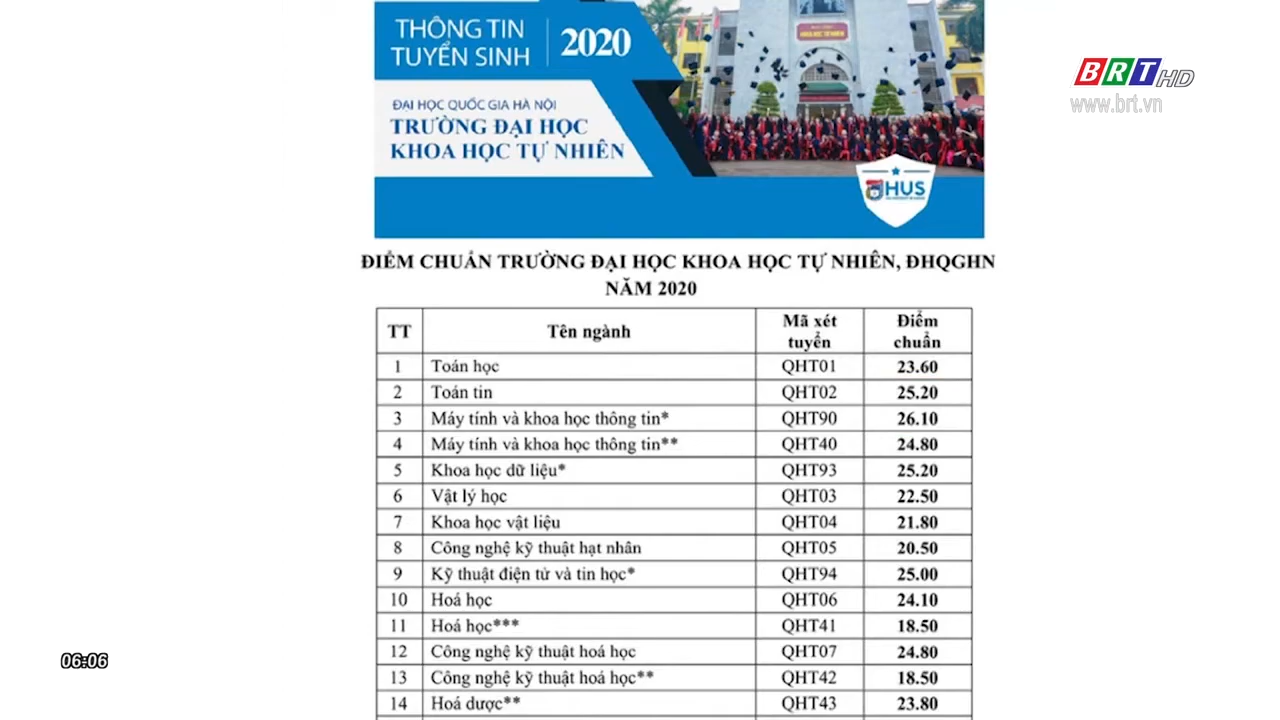 THÔNG TIN
TUYỂN SINH
2020
ĐẠI HỌC QUỐC GIA HÀ NỘI
TRƯỜNG ĐẠI HỌC
KHOA HỌC TỰ NHIÊN
KHOA HỌC TỰ NHIÊN
HUS
BRT HD
www.brt.vn
ĐIỂM CHUẨN TRƯỜNG ĐẠI HỌC KHOA HỌC TỰ NHIÊN, ĐHQGHN
NĂM 2020
TT Tên ngành Mã xét tuyển Điểm chuẩn
1 Toán học QHT01 23.60
2 Toán tin QHT02 25.20
3 Máy tính và khoa học thông tin* QHT90 26.10
4 Máy tính và khoa học thông tin** QHT40 24.80
5 Khoa học dữ liệu* QHT93 25.20
6 Vật lý học QHT03 22.50
7 Khoa học vật liệu QHT04 21.80
8 Công nghệ kỹ thuật hạt nhân QHT05 20.50
9 Kỹ thuật điện tử và tin học* QHT94 25.00
10 Hoá học QHT06 24.10
11 Hoá học*** QHT41 18.50
12 Công nghệ kỹ thuật hoá học QHT07 24.80
13 Công nghệ kỹ thuật hoá học** QHT42 18.50
14 Hoá dược** QHT43 23.80
06:06